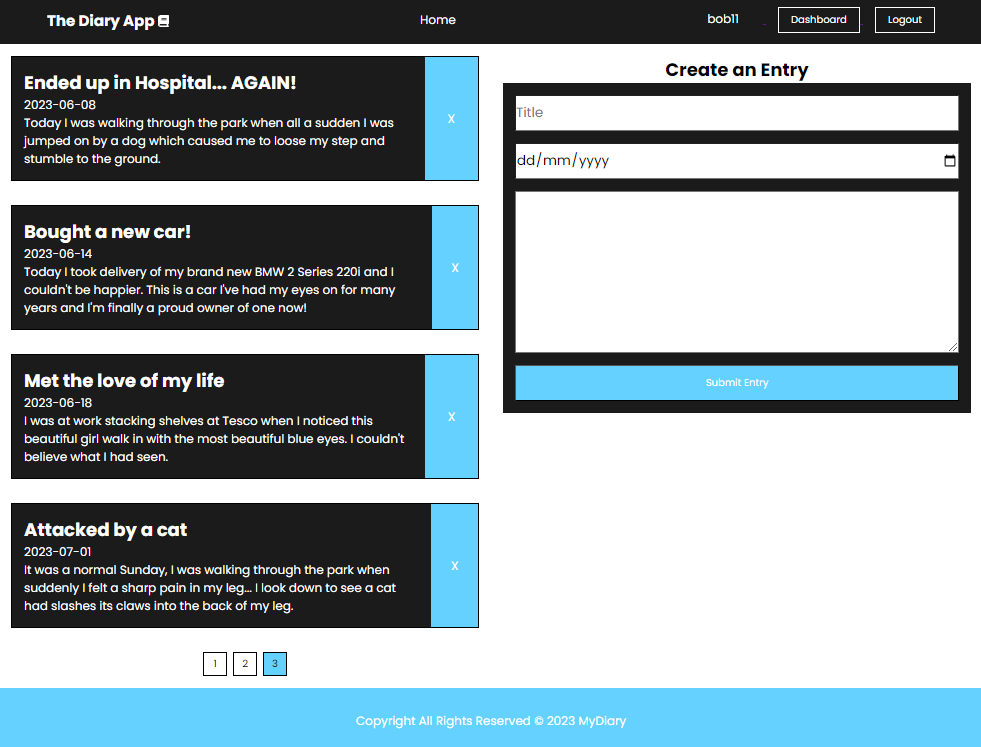 The Diary App
Home
bob11
Dashboard
Logout
Ended up in Hospital... AGAIN!
2023-06-08
Today I was walking through the park when all a sudden I was
jumped on by a dog which caused me to loose my step and
stumble to the ground.
X
Bought a new car!
2023-06-14
Today I took delivery of my brand new BMW 2 Series 220i and I
couldn't be happier. This is a car I've had my eyes on for many
years and I'm finally a proud owner of one now!
X
Met the love of my life
2023-06-18
I was at work stacking shelves at Tesco when I noticed this
beautiful girl walk in with the most beautiful blue eyes. I couldn't
believe what I had seen.
X
Attacked by a cat
2023-07-01
It was a normal Sunday, I was walking through the park when
suddenly I felt a sharp pain in my leg... I look down to see a cat
had slashes its claws into the back of my leg.
X
1 2 3
Create an Entry
Title
dd/mm/yyyy
Submit Entry
Copyright All Rights Reserved © 2023 MyDiary